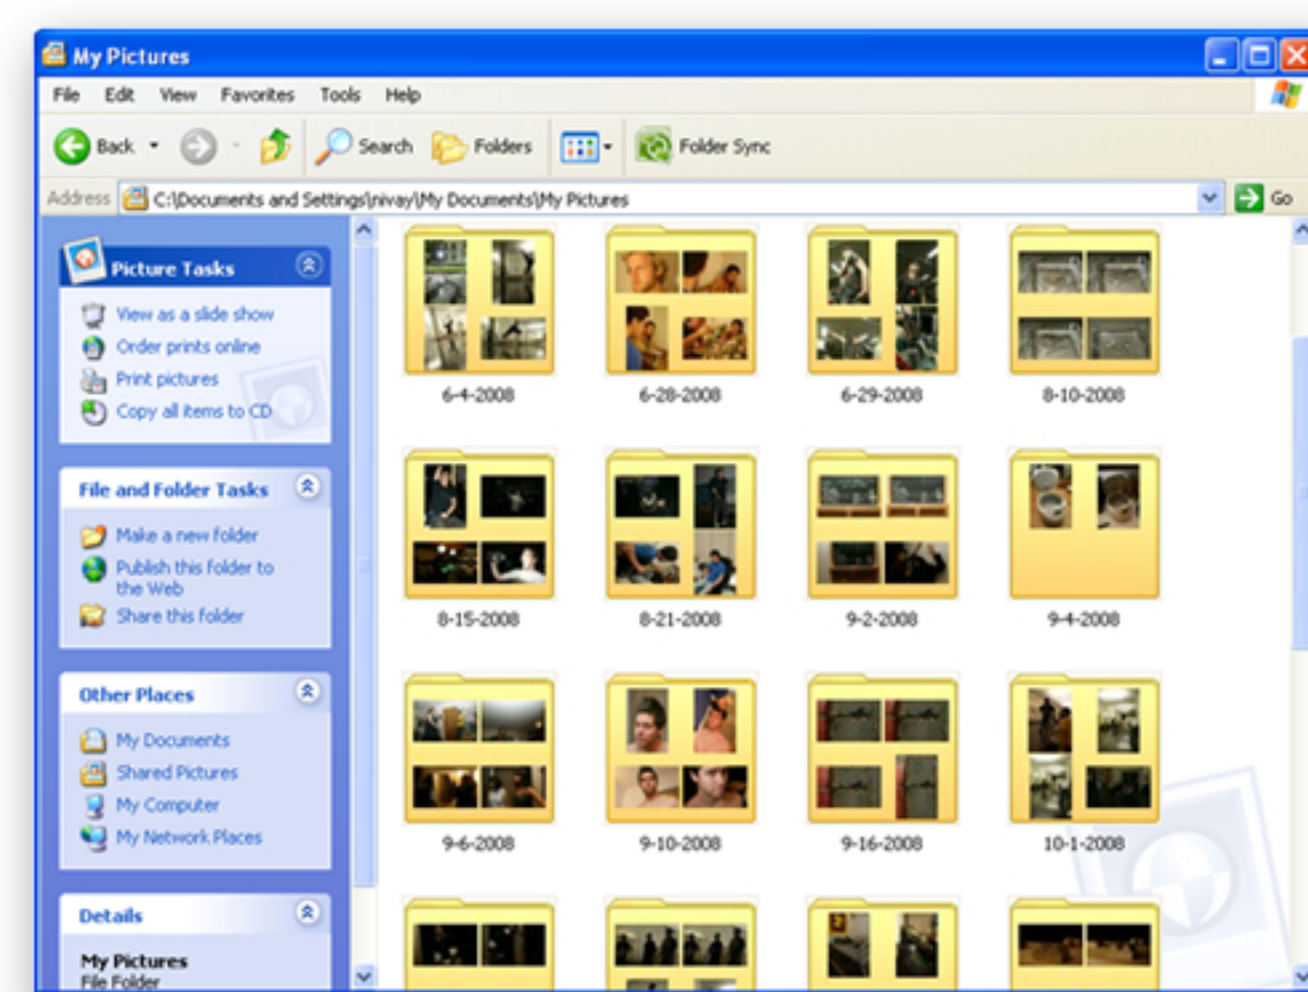 My Pictures
File Edit View Favorites Tools Help
Back Search Folders Folder Sync
Address C:\Documents and Settings\nivay\My Documents\My Pictures Go
Picture Tasks
View as a slide show
Order prints online
Print pictures
Copy all items to CD
File and Folder Tasks
Make a new folder
Publish this folder to
the Web
Share this folder
Other Places
My Documents
Shared Pictures
My Computer
My Network Places
Details
My Pictures
File Folder
6-4-2008 6-28-2008 6-29-2008 8-10-2008
8-15-2008 8-21-2008 9-2-2008 9-4-2008
9-6-2008 9-10-2008 9-16-2008 10-1-2008